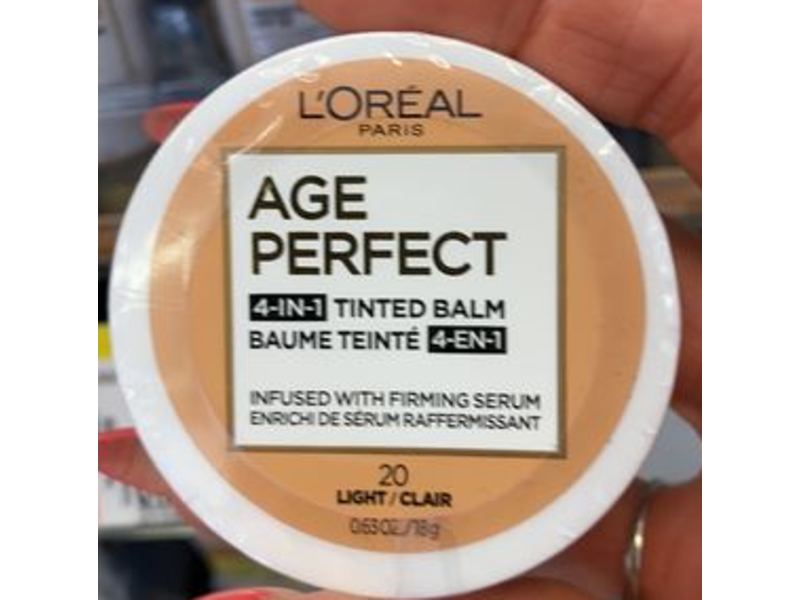 L'ORÉAL
PARIS
AGE
PERFECT
4-IN-1 TINTED BALM
BAUME TEINTÉ 4-EN-1
INFUSED WITH FIRMING SERUM
ENRICHI DE SÉRUM RAFFERMISSANT
20
LIGHT / CLAIR
0.63 OZ./18g